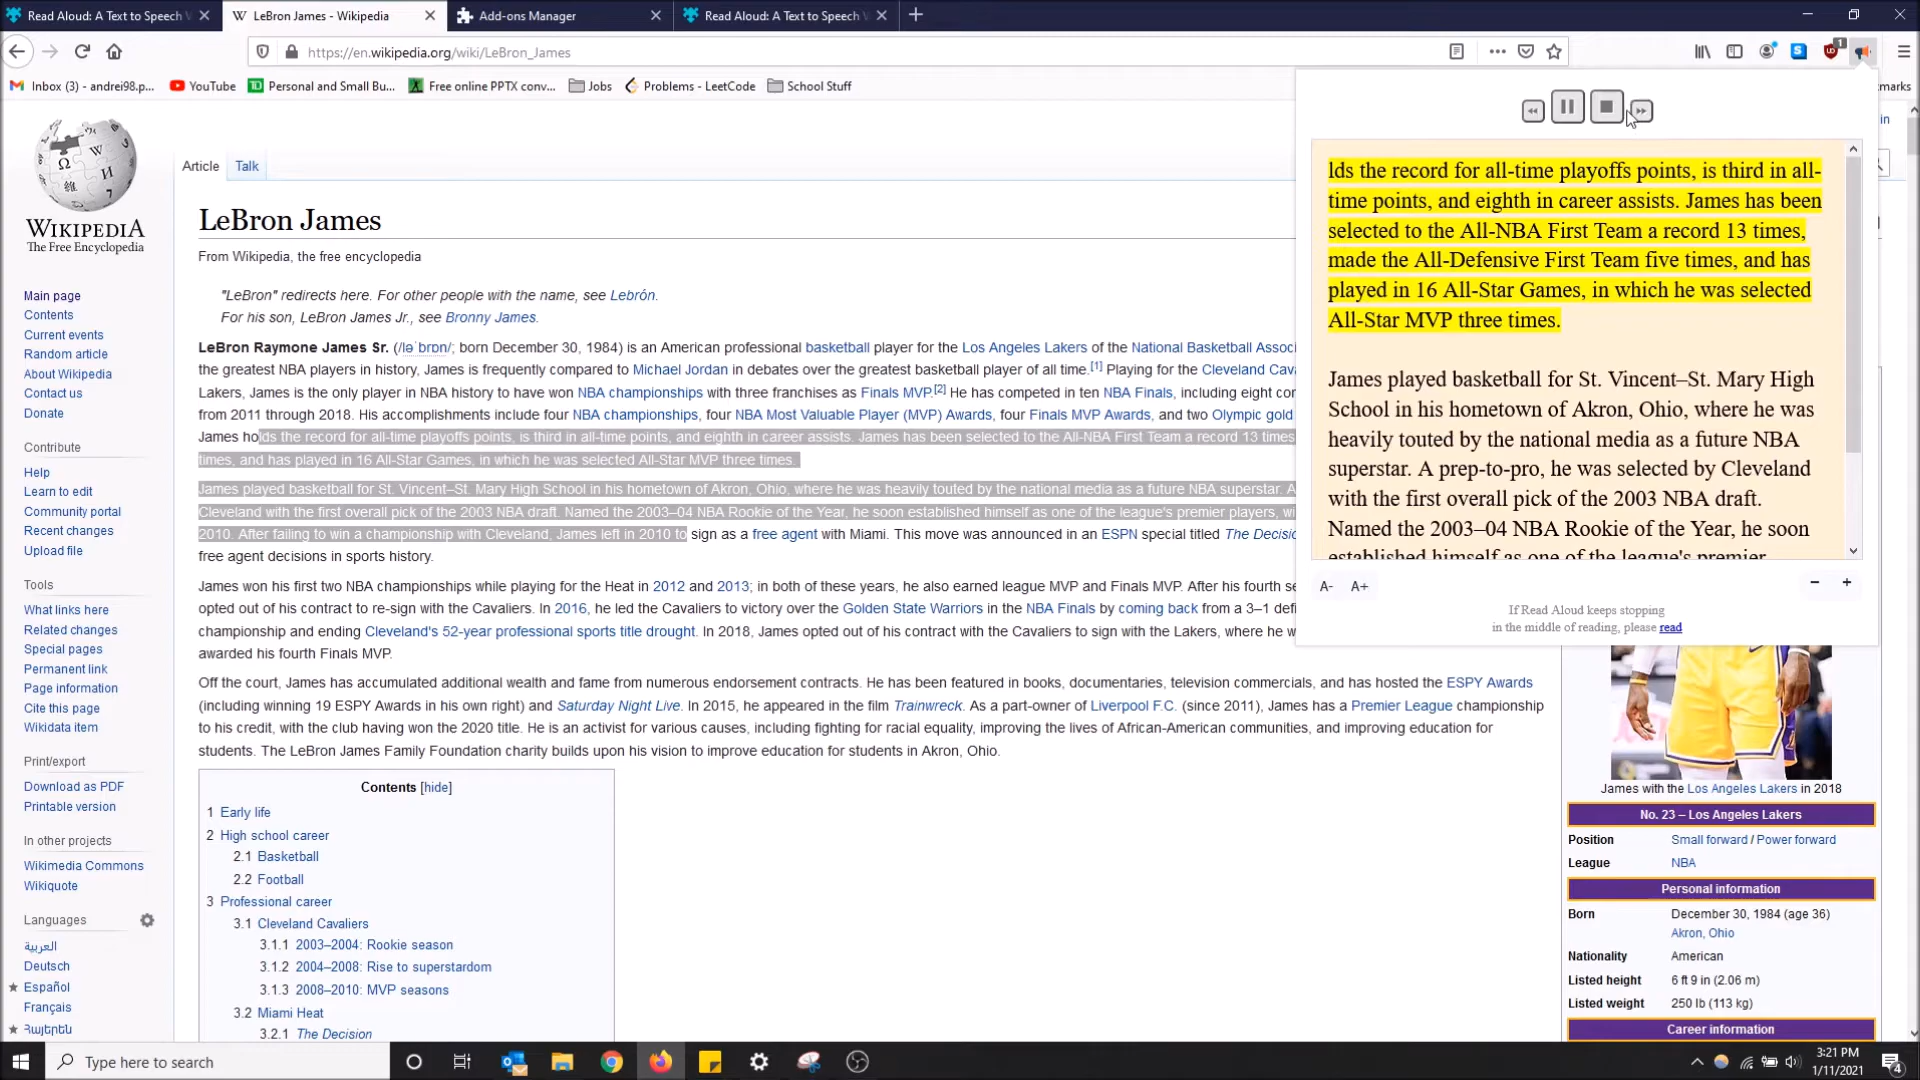 Read Aloud: A Text to Speech V
LeBron James - Wikipedia
Add-ons Manager
Read Aloud: A Text to Speech V
https://en.wikipedia.org/wiki/LeBron_James
Inbox (3) - andrei98.p...
YouTube
Personal and Small Bu...
Free online PPTX conv...
Jobs
Problems - LeetCode
School Stuff
WIKIPEDIA
The Free Encyclopedia
Main page
Contents
Current events
Random article
About Wikipedia
Contact us
Donate
Contribute
Help
Learn to edit
Community portal
Recent changes
Upload file
Tools
What links here
Related changes
Special pages
Permanent link
Page information
Cite this page
Wikidata item
Print/export
Download as PDF
Printable version
In other projects
Wikimedia Commons
Wikiquote
Languages
العربية
Deutsch
Español
Français
Հայերեն
Article
Talk
LeBron James
From Wikipedia, the free encyclopedia
"LeBron" redirects here. For other people with the name, see Lebrón.
For his son, LeBron James Jr., see Bronny James.
LeBron Raymone James Sr. (/ləˈbrɒn/; born December 30, 1984) is an American professional basketball player for the Los Angeles Lakers of the National Basketball Assoc
the greatest NBA players in history, James is frequently compared to Michael Jordan in debates over the greatest basketball player of all time.[1] Playing for the Cleveland Cava
Lakers, James is the only player in NBA history to have won NBA championships with three franchises as Finals MVP.[2] He has competed in ten NBA Finals, including eight con
from 2011 through 2018. His accomplishments include four NBA championships, four NBA Most Valuable Player (MVP) Awards, four Finals MVP Awards, and two Olympic gold
James holds the record for all-time playoffs points, is third in all-time points, and eighth in career assists. James has been selected to the All-NBA First Team a record 13 times
times, and has played in 16 All-Star Games, in which he was selected All-Star MVP three times.
James played basketball for St. Vincent–St. Mary High School in his hometown of Akron, Ohio, where he was heavily touted by the national media as a future NBA superstar. A
Cleveland with the first overall pick of the 2003 NBA draft. Named the 2003–04 NBA Rookie of the Year, he soon established himself as one of the league's premier players, wi
2010. After failing to win a championship with Cleveland, James left in 2010 to sign as a free agent with Miami. This move was announced in an ESPN special titled The Decisio
free agent decisions in sports history.
James won his first two NBA championships while playing for the Heat in 2012 and 2013; in both of these years, he also earned league MVP and Finals MVP. After his fourth se
opted out of his contract to re-sign with the Cavaliers. In 2016, he led the Cavaliers to victory over the Golden State Warriors in the NBA Finals by coming back from a 3–1 defi
championship and ending Cleveland's 52-year professional sports title drought. In 2018, James opted out of his contract with the Cavaliers to sign with the Lakers, where he w
awarded his fourth Finals MVP.
Off the court, James has accumulated additional wealth and fame from numerous endorsement contracts. He has been featured in books, documentaries, television commercials, and has hosted the ESPY Awards
(including winning 19 ESPY Awards in his own right) and Saturday Night Live. In 2015, he appeared in the film Trainwreck. As a part-owner of Liverpool F.C. (since 2011), James has a Premier League championship
to his credit, with the club having won the 2020 title. He is an activist for various causes, including fighting for racial equality, improving the lives of African-American communities, and improving education for
students. The LeBron James Family Foundation charity builds upon his vision to improve education for students in Akron, Ohio.
Contents [hide]
1 Early life
2 High school career
2.1 Basketball
2.2 Football
3 Professional career
3.1 Cleveland Cavaliers
3.1.1 2003–2004: Rookie season
3.1.2 2004–2008: Rise to superstardom
3.1.3 2008–2010: MVP seasons
3.2 Miami Heat
3.2.1 The Decision
marks
in
lds the record for all-time playoffs points, is third in all-
time points, and eighth in career assists. James has been
selected to the All-NBA First Team a record 13 times,
made the All-Defensive First Team five times, and has
played in 16 All-Star Games, in which he was selected
All-Star MVP three times.
James played basketball for St. Vincent–St. Mary High
School in his hometown of Akron, Ohio, where he was
heavily touted by the national media as a future NBA
superstar. A prep-to-pro, he was selected by Cleveland
with the first overall pick of the 2003 NBA draft.
Named the 2003–04 NBA Rookie of the Year, he soon
established himself as one of the league's premier
A- A+ - +
If Read Aloud keeps stopping
in the middle of reading, please read
James with the Los Angeles Lakers in 2018
No. 23 – Los Angeles Lakers
Position Small forward / Power forward
League NBA
Personal information
Born December 30, 1984 (age 36)
Akron, Ohio
Nationality American
Listed height 6 ft 9 in (2.06 m)
Listed weight 250 lb (113 kg)
Career information
Type here to search
3:21 PM
1/11/2021
4